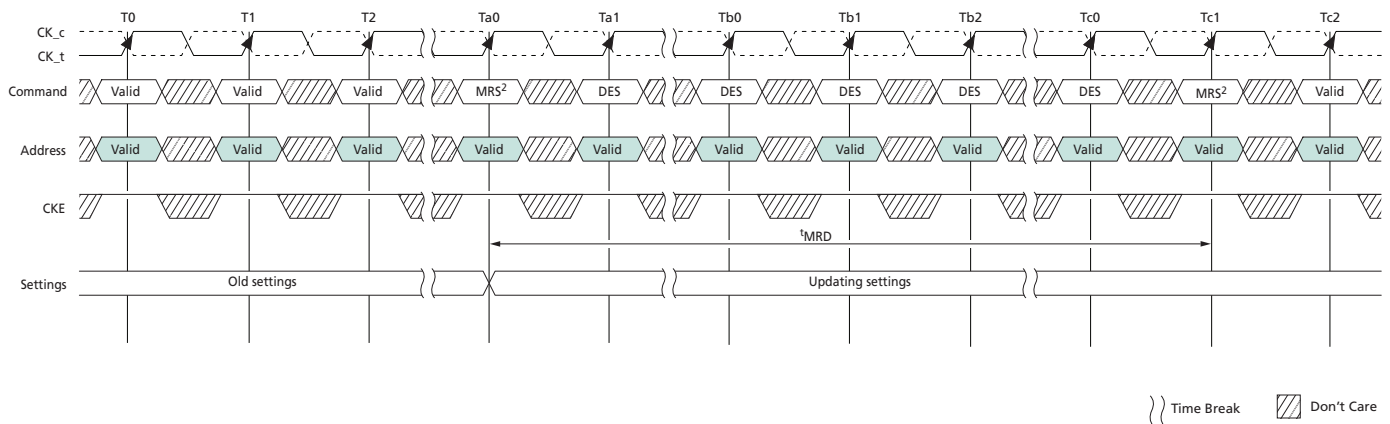 T0 T1 T2 Ta0 Ta1 Tb0 Tb1 Tb2 Tc0 Tc1 Tc2
CK_c
CK_t
Command Valid Valid Valid MRS² DES DES DES DES DES MRS² Valid
Address Valid Valid Valid Valid Valid Valid Valid Valid Valid Valid Valid
CKE
ᵗMRD
Settings Old settings Updating settings
Time Break Don't Care